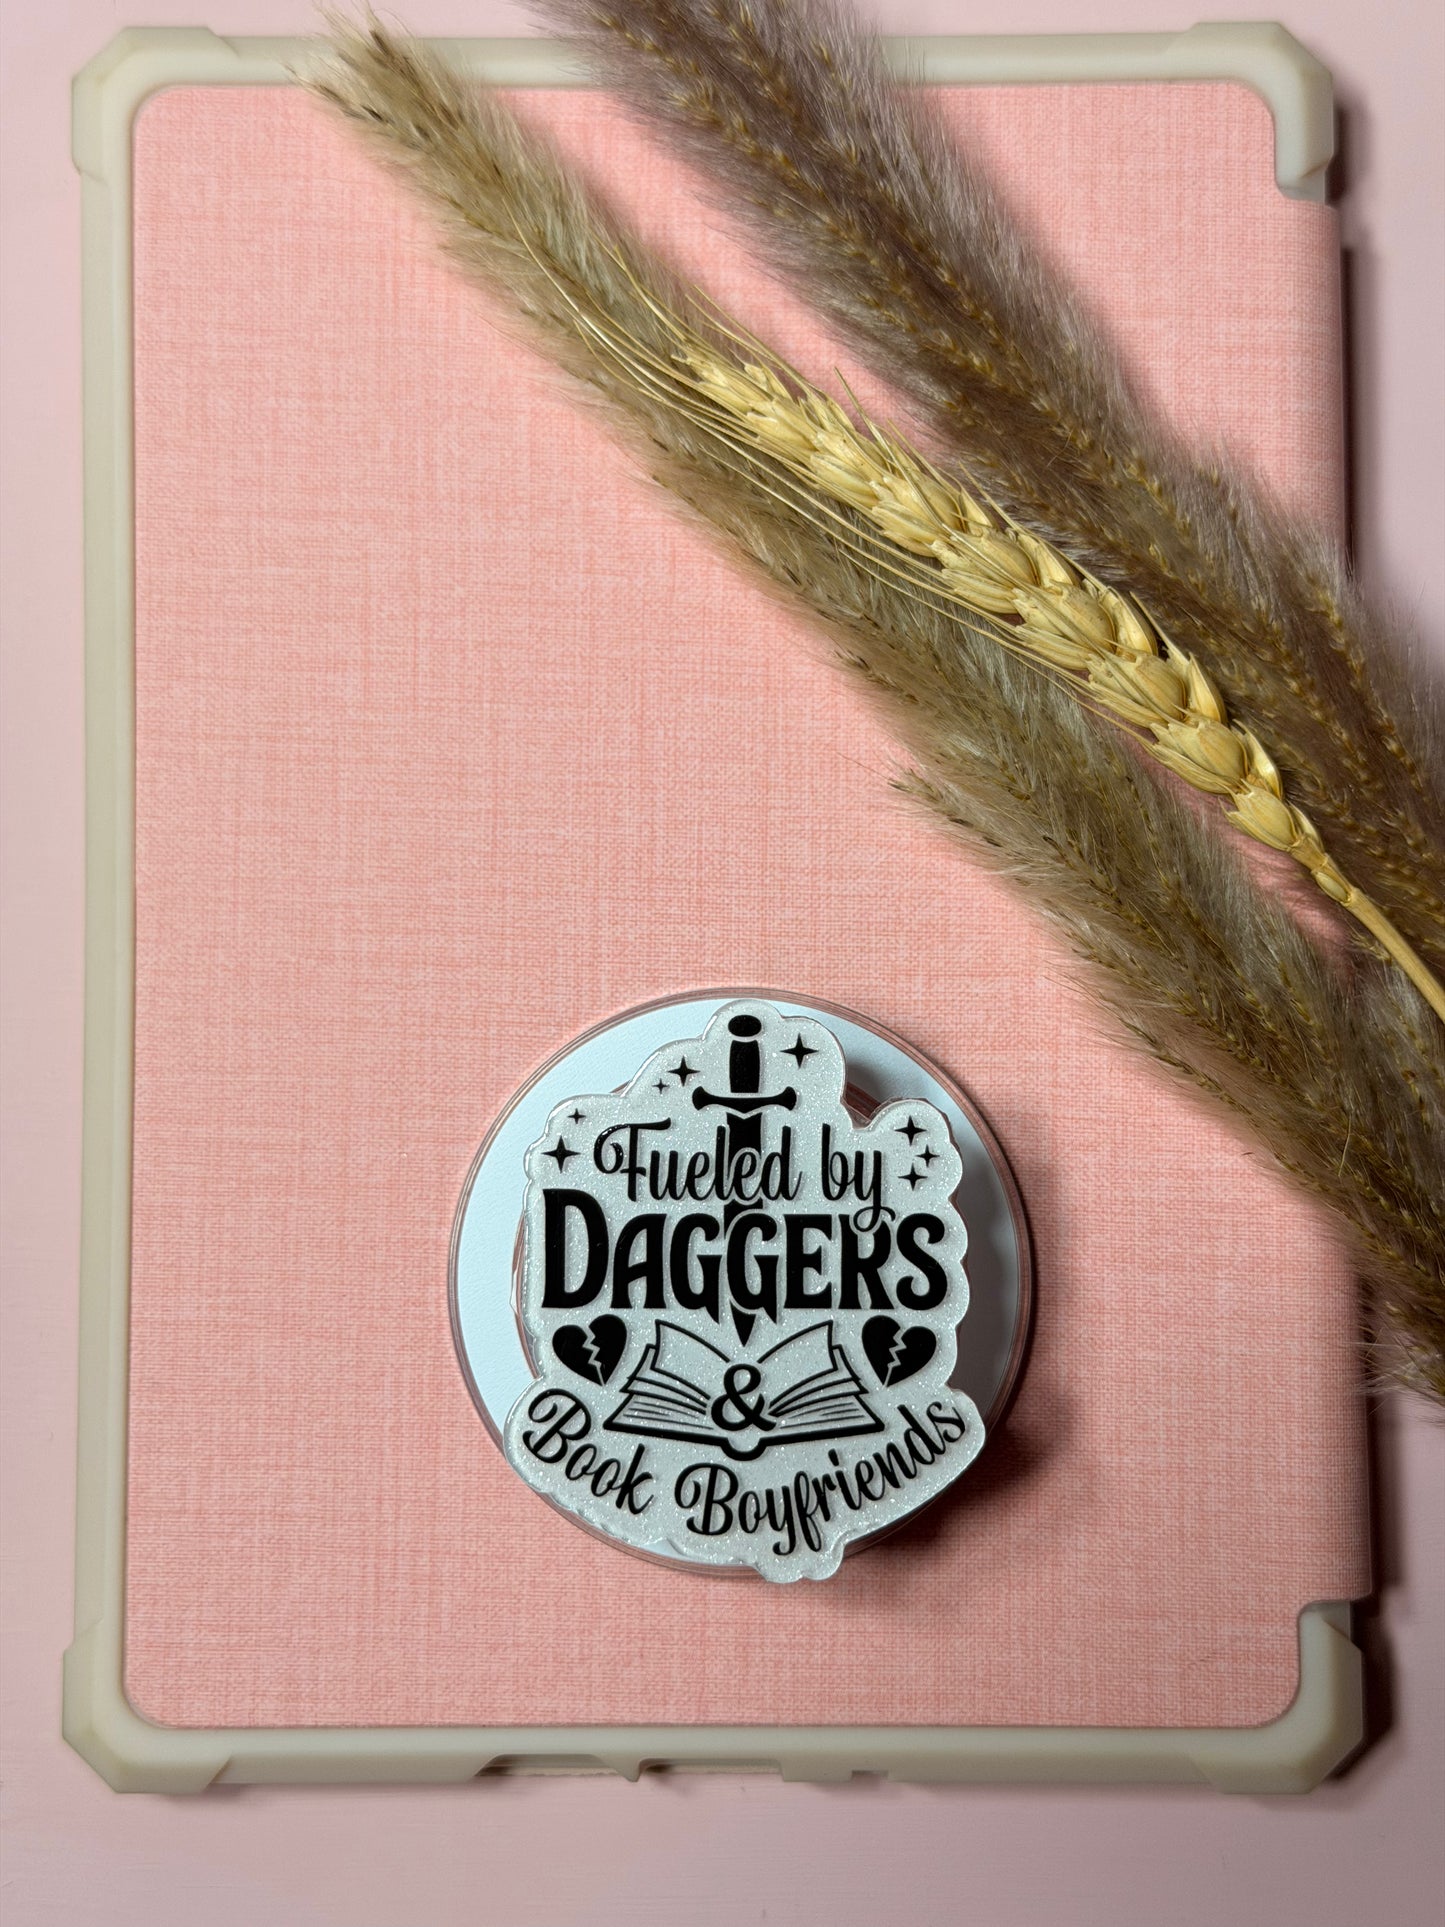 Fueled by
DAGGERS
&
Book Boyfriends